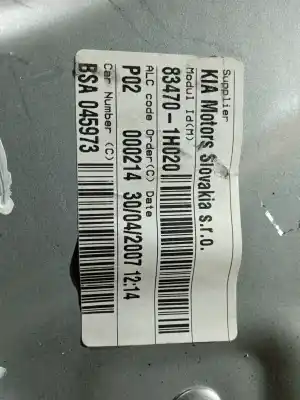 Supplier
KIA Motors Slovakia s.r.o.
Modul Id(M)
83470-1H020
ALC code Order(C) Date
P02 000214 30/04/2007 12:14
Car Number (C)
BSA 045973